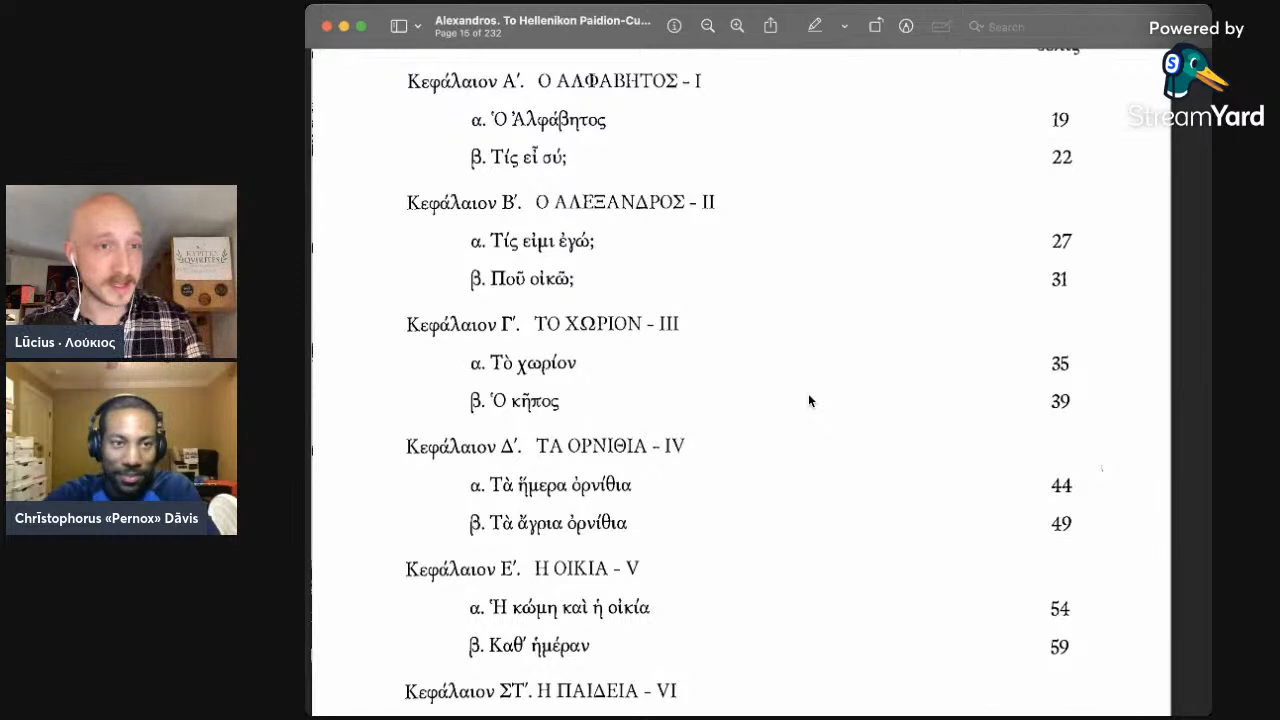 Alexandros. To Hellenikon Paidion-Cu...
Page 15 of 232
Search
Powered by
StreamYard
Κεφάλαιον Α′. Ο ΑΛΦΑΒΗΤΟΣ - I
α. Ὁ Ἀλφάβητος 19
β. Τίς εἶ σύ; 22
Κεφάλαιον Β′. Ο ΑΛΕΞΑΝΔΡΟΣ - II
α. Τίς εἰμι ἐγώ; 27
β. Ποῦ οἰκῶ; 31
Κεφάλαιον Γ′. ΤΟ ΧΩΡΙΟΝ - III
α. Τὸ χωρίον 35
β. Ὁ κῆπος 39
Κεφάλαιον Δ′. ΤΑ ΟΡΝΙΘΙΑ - IV
α. Τὰ ἥμερα ὀρνίθια 44
β. Τὰ ἄγρια ὀρνίθια 49
Κεφάλαιον Ε′. Η ΟΙΚΙΑ - V
α. Ἡ κώμη καὶ ἡ οἰκία 54
β. Καθ’ ἡμέραν 59
Κεφάλαιον ΣΤ′. Η ΠΑΙΔΕΙΑ - VI
Lūcius · Λούκιος
Chrīstophorus «Pernox» Dāvis